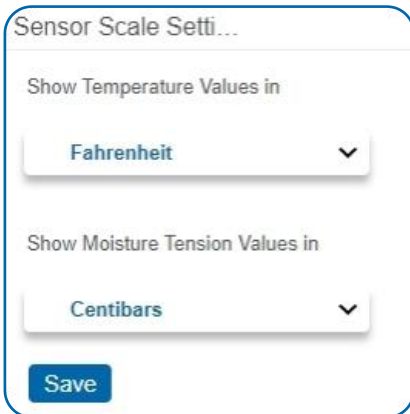 Sensor Scale Setti...
Show Temperature Values in
Fahrenheit
Show Moisture Tension Values in
Centibars
Save